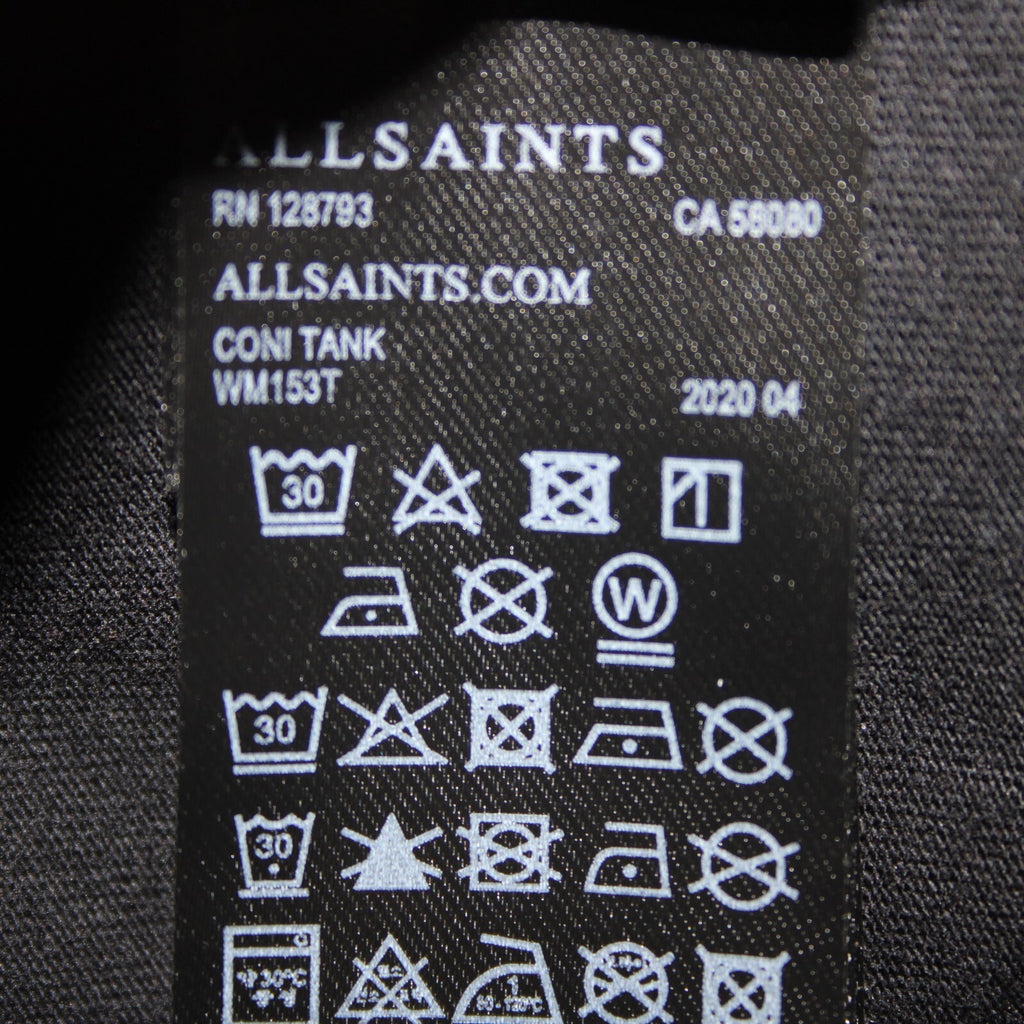 ALLSAINTS
RN 128793 CA 56080
ALLSAINTS.COM
CONI TANK
WM153T 2020 04
30
W
30
30